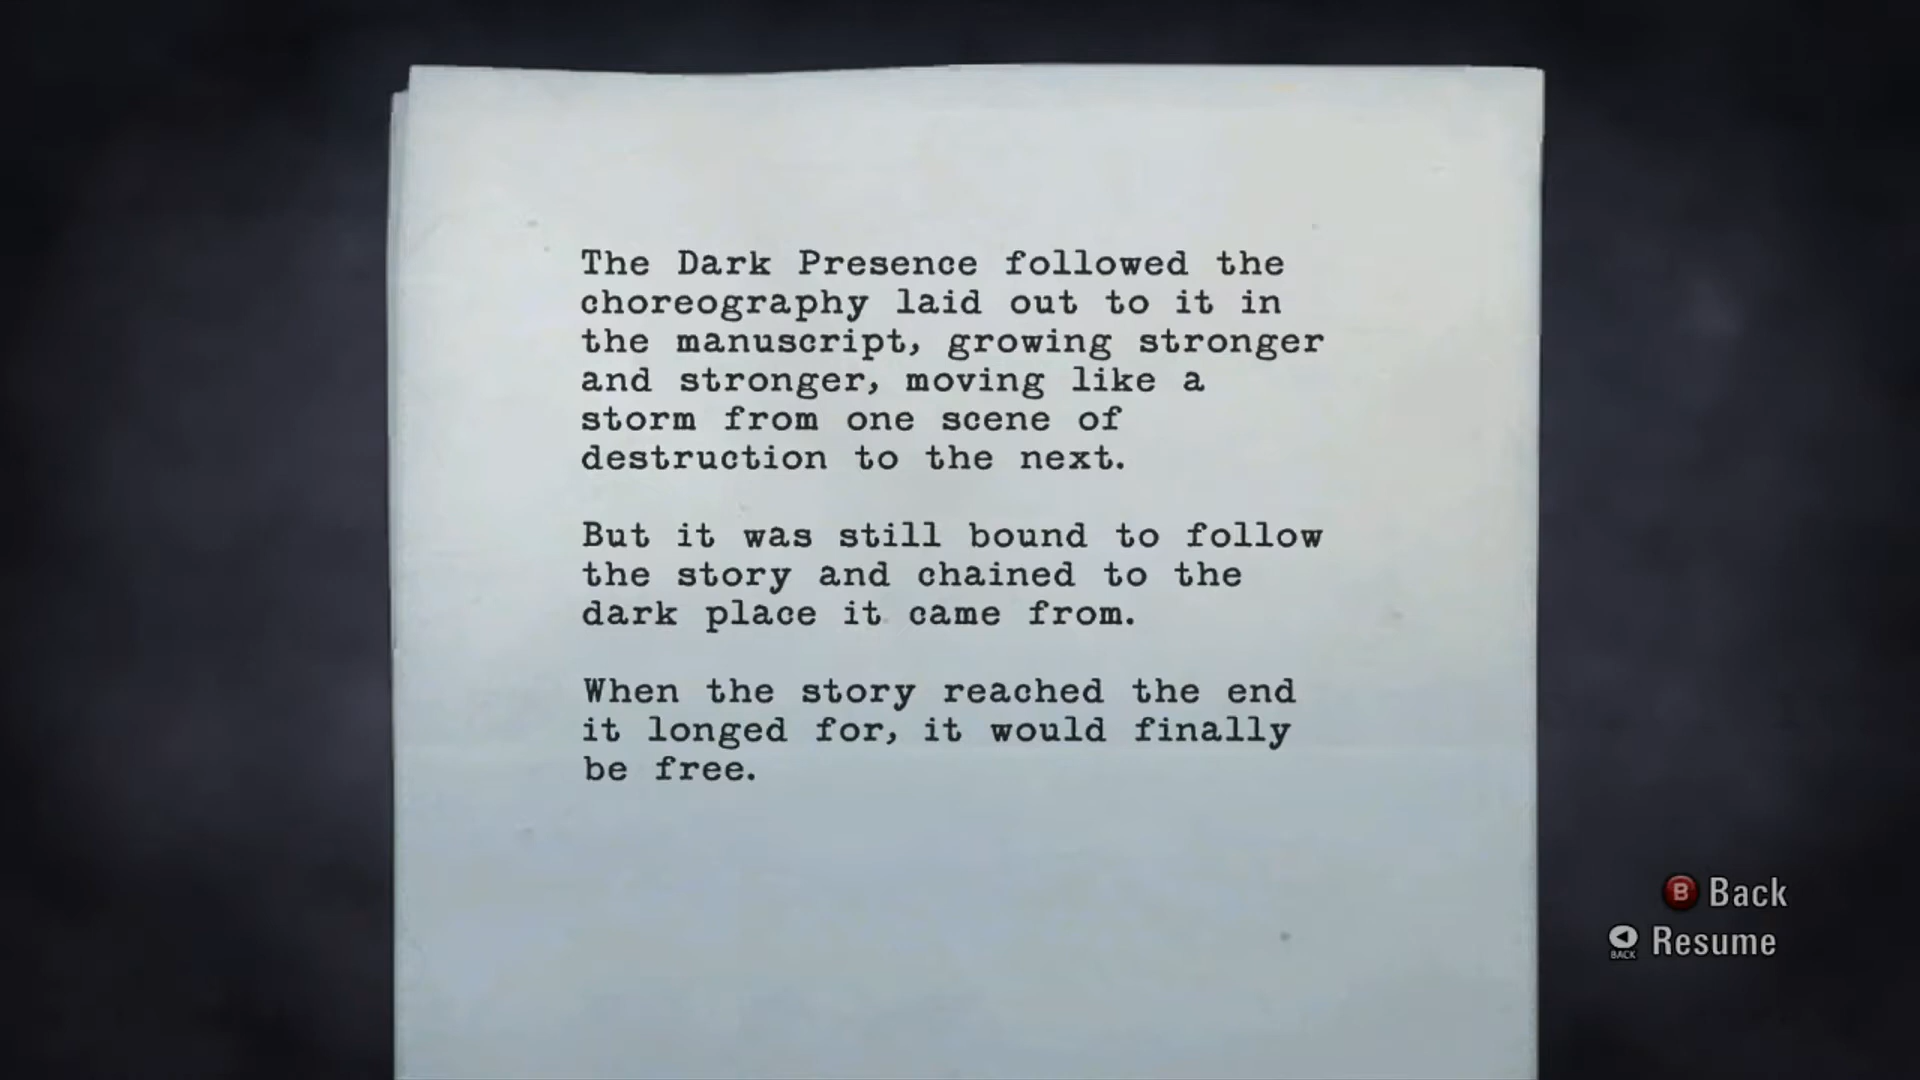 The Dark Presence followed the
choreography laid out to it in
the manuscript, growing stronger
and stronger, moving like a
storm from one scene of
destruction to the next.
But it was still bound to follow
the story and chained to the
dark place it came from.
When the story reached the end
it longed for, it would finally
be free.
B Back
BACK Resume